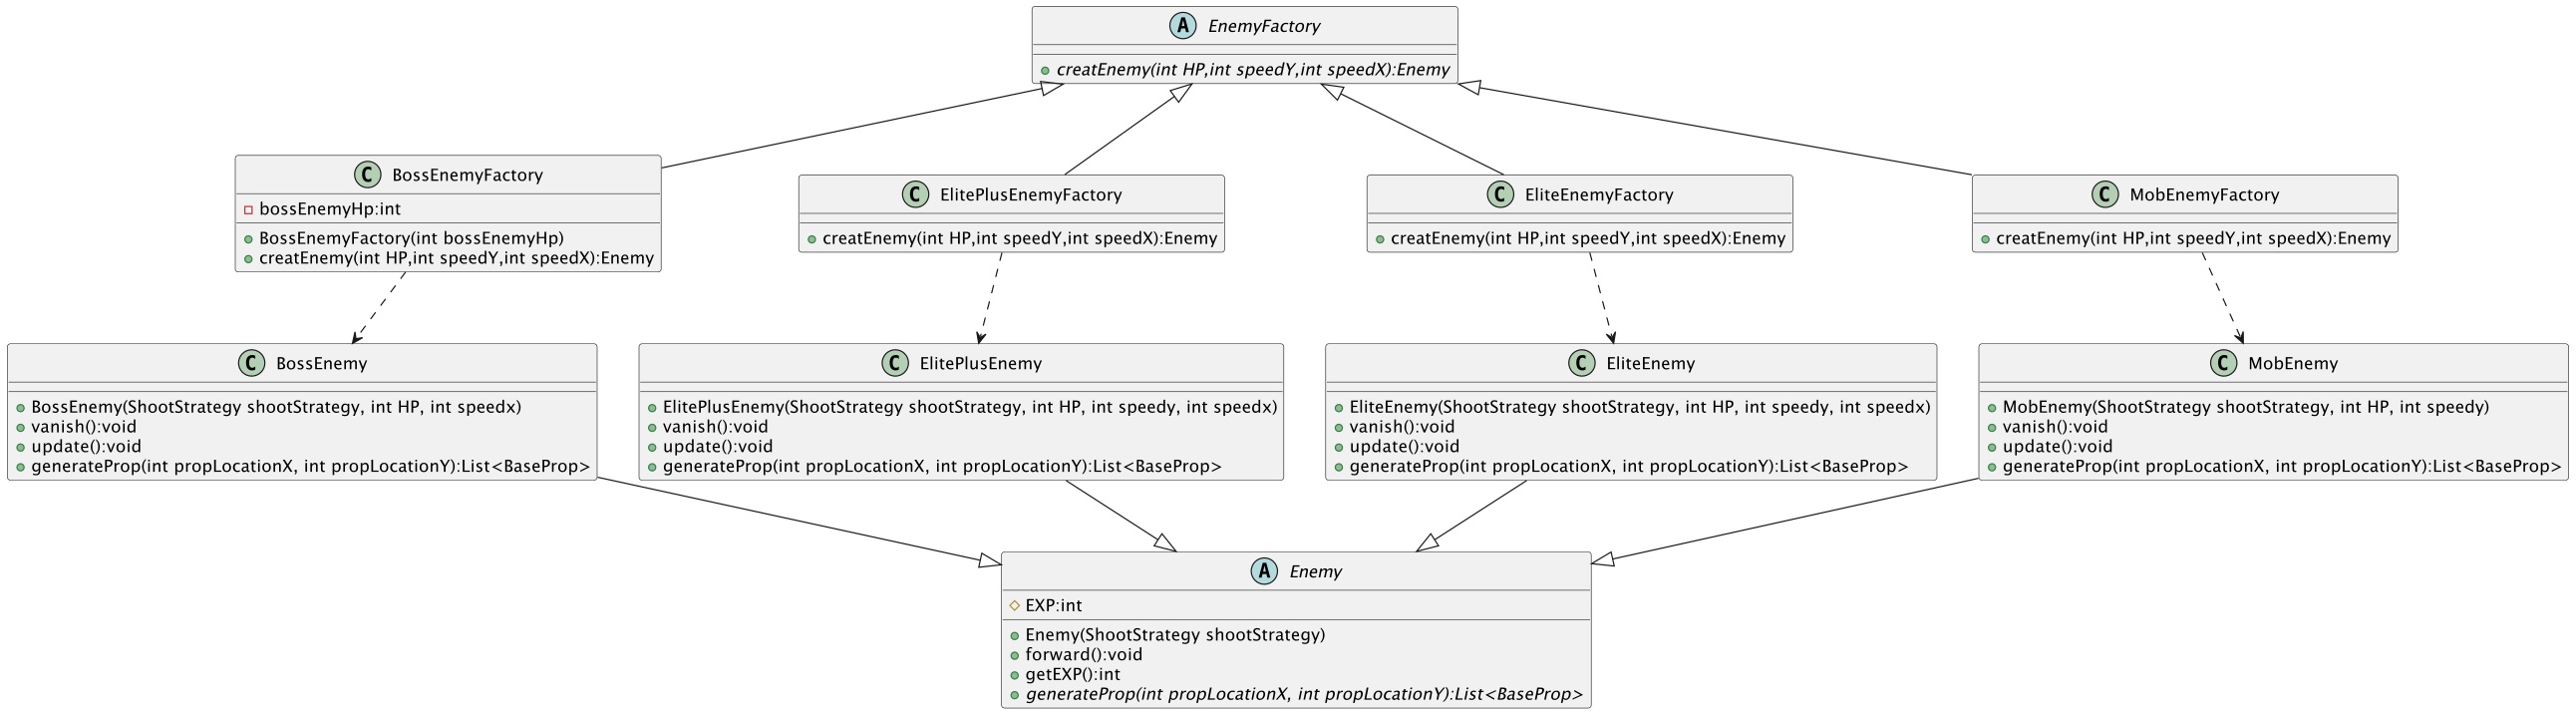 A EnemyFactory
creatEnemy(int HP,int speedY,int speedX):Enemy
C BossEnemyFactory
bossEnemyHp:int
BossEnemyFactory(int bossEnemyHp)
creatEnemy(int HP,int speedY,int speedX):Enemy
C ElitePlusEnemyFactory
creatEnemy(int HP,int speedY,int speedX):Enemy
C EliteEnemyFactory
creatEnemy(int HP,int speedY,int speedX):Enemy
C MobEnemyFactory
creatEnemy(int HP,int speedY,int speedX):Enemy
C BossEnemy
BossEnemy(ShootStrategy shootStrategy, int HP, int speedx)
vanish():void
update():void
generateProp(int propLocationX, int propLocationY):List<BaseProp>
C ElitePlusEnemy
ElitePlusEnemy(ShootStrategy shootStrategy, int HP, int speedy, int speedx)
vanish():void
update():void
generateProp(int propLocationX, int propLocationY):List<BaseProp>
C EliteEnemy
EliteEnemy(ShootStrategy shootStrategy, int HP, int speedy, int speedx)
vanish():void
update():void
generateProp(int propLocationX, int propLocationY):List<BaseProp>
C MobEnemy
MobEnemy(ShootStrategy shootStrategy, int HP, int speedy)
vanish():void
update():void
generateProp(int propLocationX, int propLocationY):List<BaseProp>
A Enemy
EXP:int
Enemy(ShootStrategy shootStrategy)
forward():void
getEXP():int
generateProp(int propLocationX, int propLocationY):List<BaseProp>